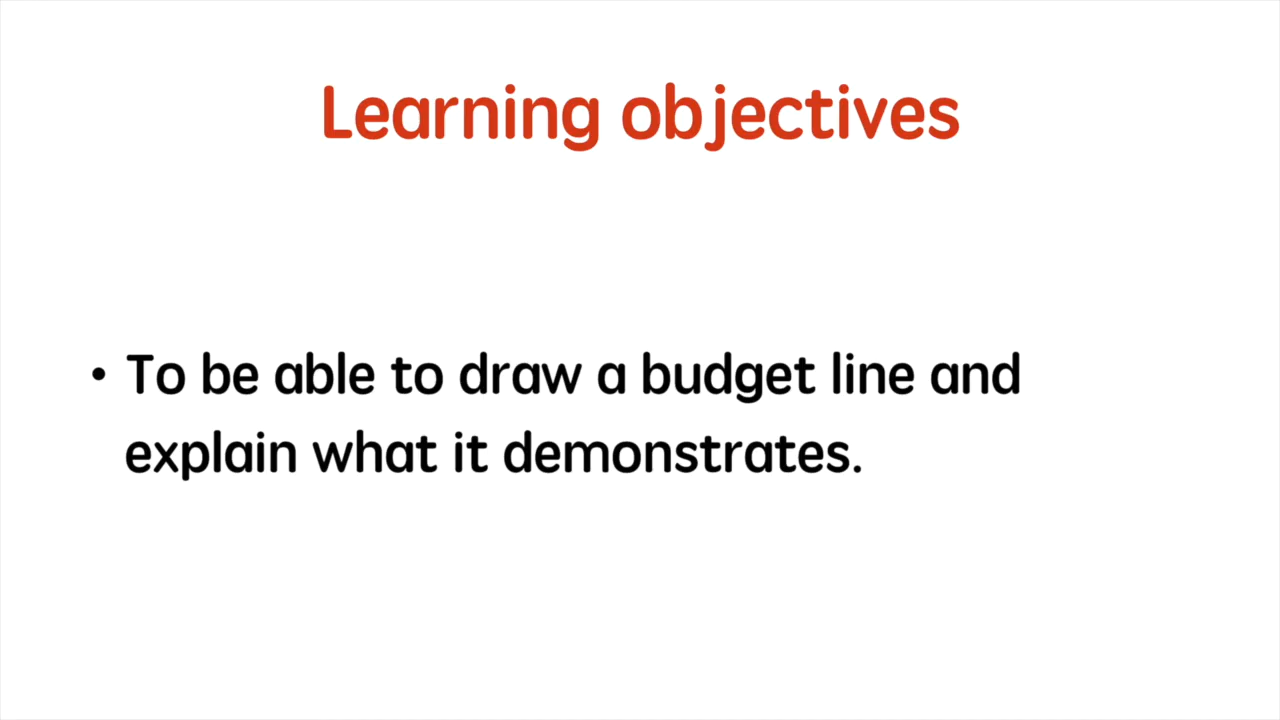 Learning objectives
• To be able to draw a budget line and
explain what it demonstrates.